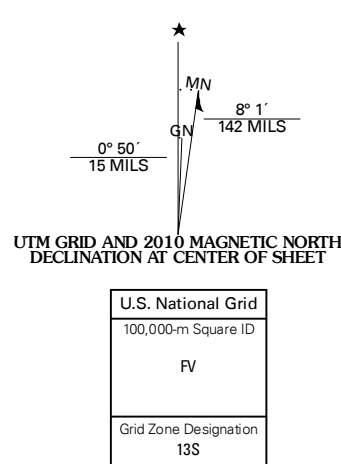 ★
MN
8° 1´
142 MILS
GN
0° 50´
15 MILS
UTM GRID AND 2010 MAGNETIC NORTH
DECLINATION AT CENTER OF SHEET
U.S. National Grid
100,000-m Square ID
FV
Grid Zone Designation
13S